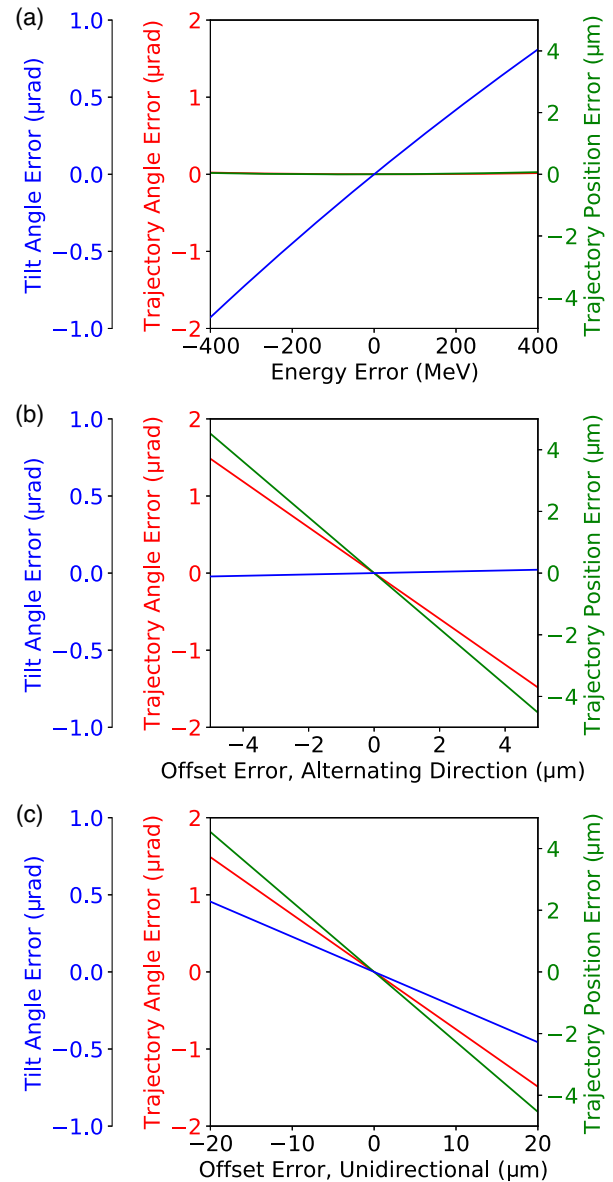 (a)
Tilt Angle Error (μrad)
1.0
0.5
0.0
−0.5
−1.0
Trajectory Angle Error (μrad)
2
1
0
−1
−2
Trajectory Position Error (μm)
4
2
0
−2
−4
−400 −200 0 200 400
Energy Error (MeV)
(b)
Tilt Angle Error (μrad)
1.0
0.5
0.0
−0.5
−1.0
Trajectory Angle Error (μrad)
2
1
0
−1
−2
Trajectory Position Error (μm)
4
2
0
−2
−4
−4 −2 0 2 4
Offset Error, Alternating Direction (μm)
(c)
Tilt Angle Error (μrad)
1.0
0.5
0.0
−0.5
−1.0
Trajectory Angle Error (μrad)
2
1
0
−1
−2
Trajectory Position Error (μm)
4
2
0
−2
−4
−20 −10 0 10 20
Offset Error, Unidirectional (μm)